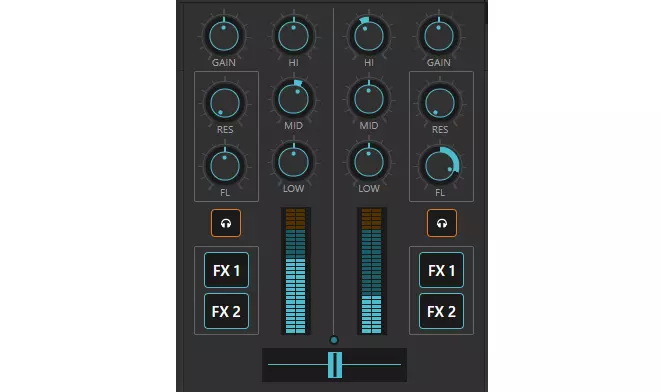 GAIN HI HI GAIN
RES MID MID RES
FL LOW LOW FL
FX 1 FX 1
FX 2 FX 2